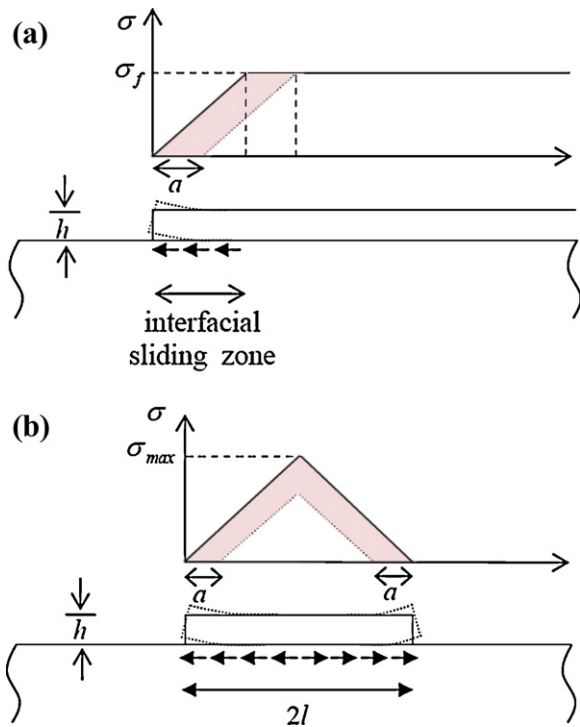 (a)
σ
σf
a
h
interfacial
sliding zone
(b)
σ
σmax
a
a
h
2l